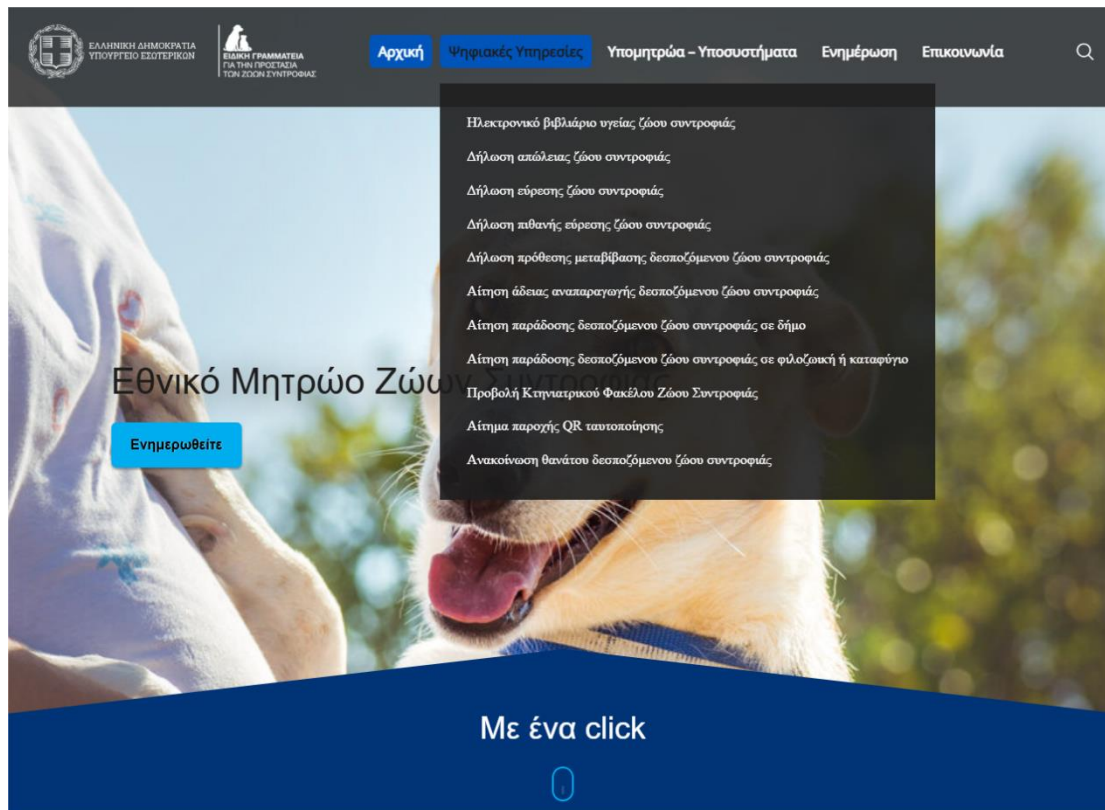 ΕΛΛΗΝΙΚΗ ΔΗΜΟΚΡΑΤΙΑ
ΥΠΟΥΡΓΕΙΟ ΕΣΩΤΕΡΙΚΩΝ
ΕΙΔΙΚΗ ΓΡΑΜΜΑΤΕΙΑ
ΓΙΑ ΤΗΝ ΠΡΟΣΤΑΣΙΑ
ΤΩΝ ΖΩΩΝ ΣΥΝΤΡΟΦΙΑΣ
Αρχική Ψηφιακές Υπηρεσίες Υπομητρώα – Υποσυστήματα Ενημέρωση Επικοινωνία
Ηλεκτρονικό βιβλιάριο υγείας ζώου συντροφιάς
Δήλωση απώλειας ζώου συντροφιάς
Δήλωση εύρεσης ζώου συντροφιάς
Δήλωση πιθανής εύρεσης ζώου συντροφιάς
Δήλωση πρόθεσης μεταβίβασης δεσποζόμενου ζώου συντροφιάς
Αίτηση άδειας αναπαραγωγής δεσποζόμενου ζώου συντροφιάς
Αίτηση παράδοσης δεσποζόμενου ζώου συντροφιάς σε δήμο
Αίτηση παράδοσης δεσποζόμενου ζώου συντροφιάς σε φιλοζωική ή καταφύγιο
Προβολή Κτηνιατρικού Φακέλου Ζώου Συντροφιάς
Αίτημα παροχής QR ταυτοποίησης
Ανακοίνωση θανάτου δεσποζόμενου ζώου συντροφιάς
Εθνικό Μητρώο Ζώων Συντροφιάς
Ενημερωθείτε
Με ένα click